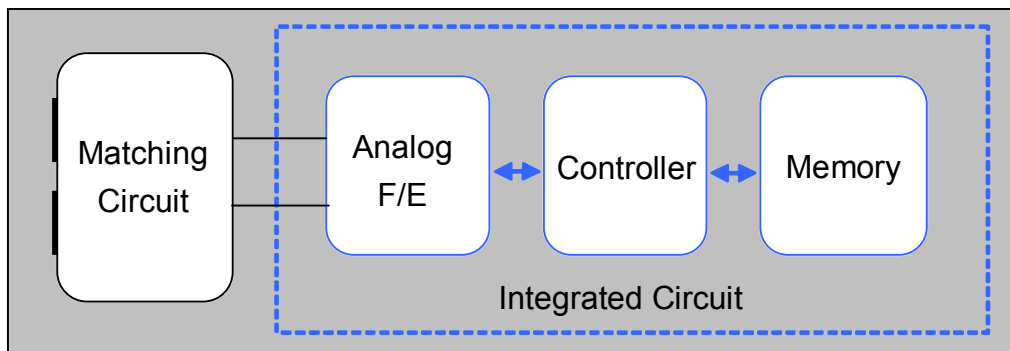 Matching
Circuit
Analog
F/E
Controller
Memory
Integrated Circuit